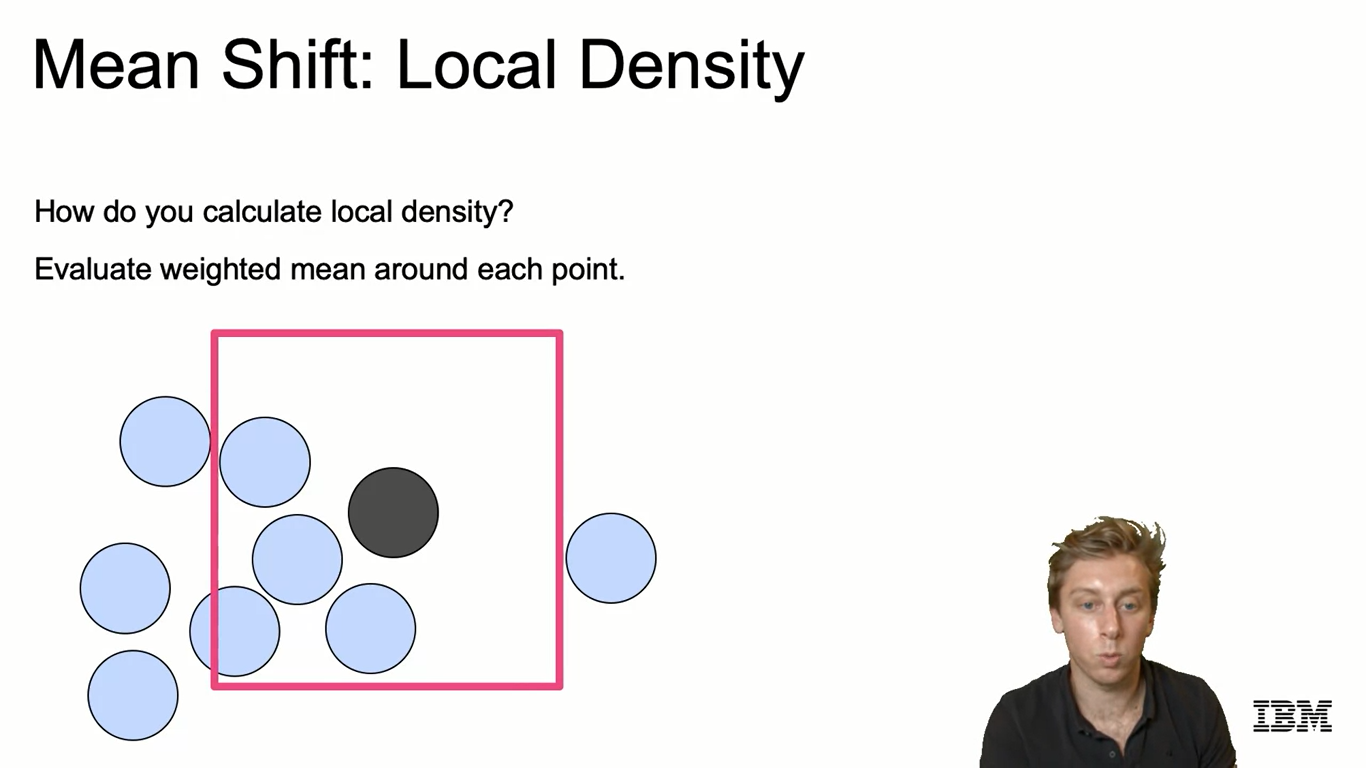 Mean Shift: Local Density
How do you calculate local density?
Evaluate weighted mean around each point.
IBM